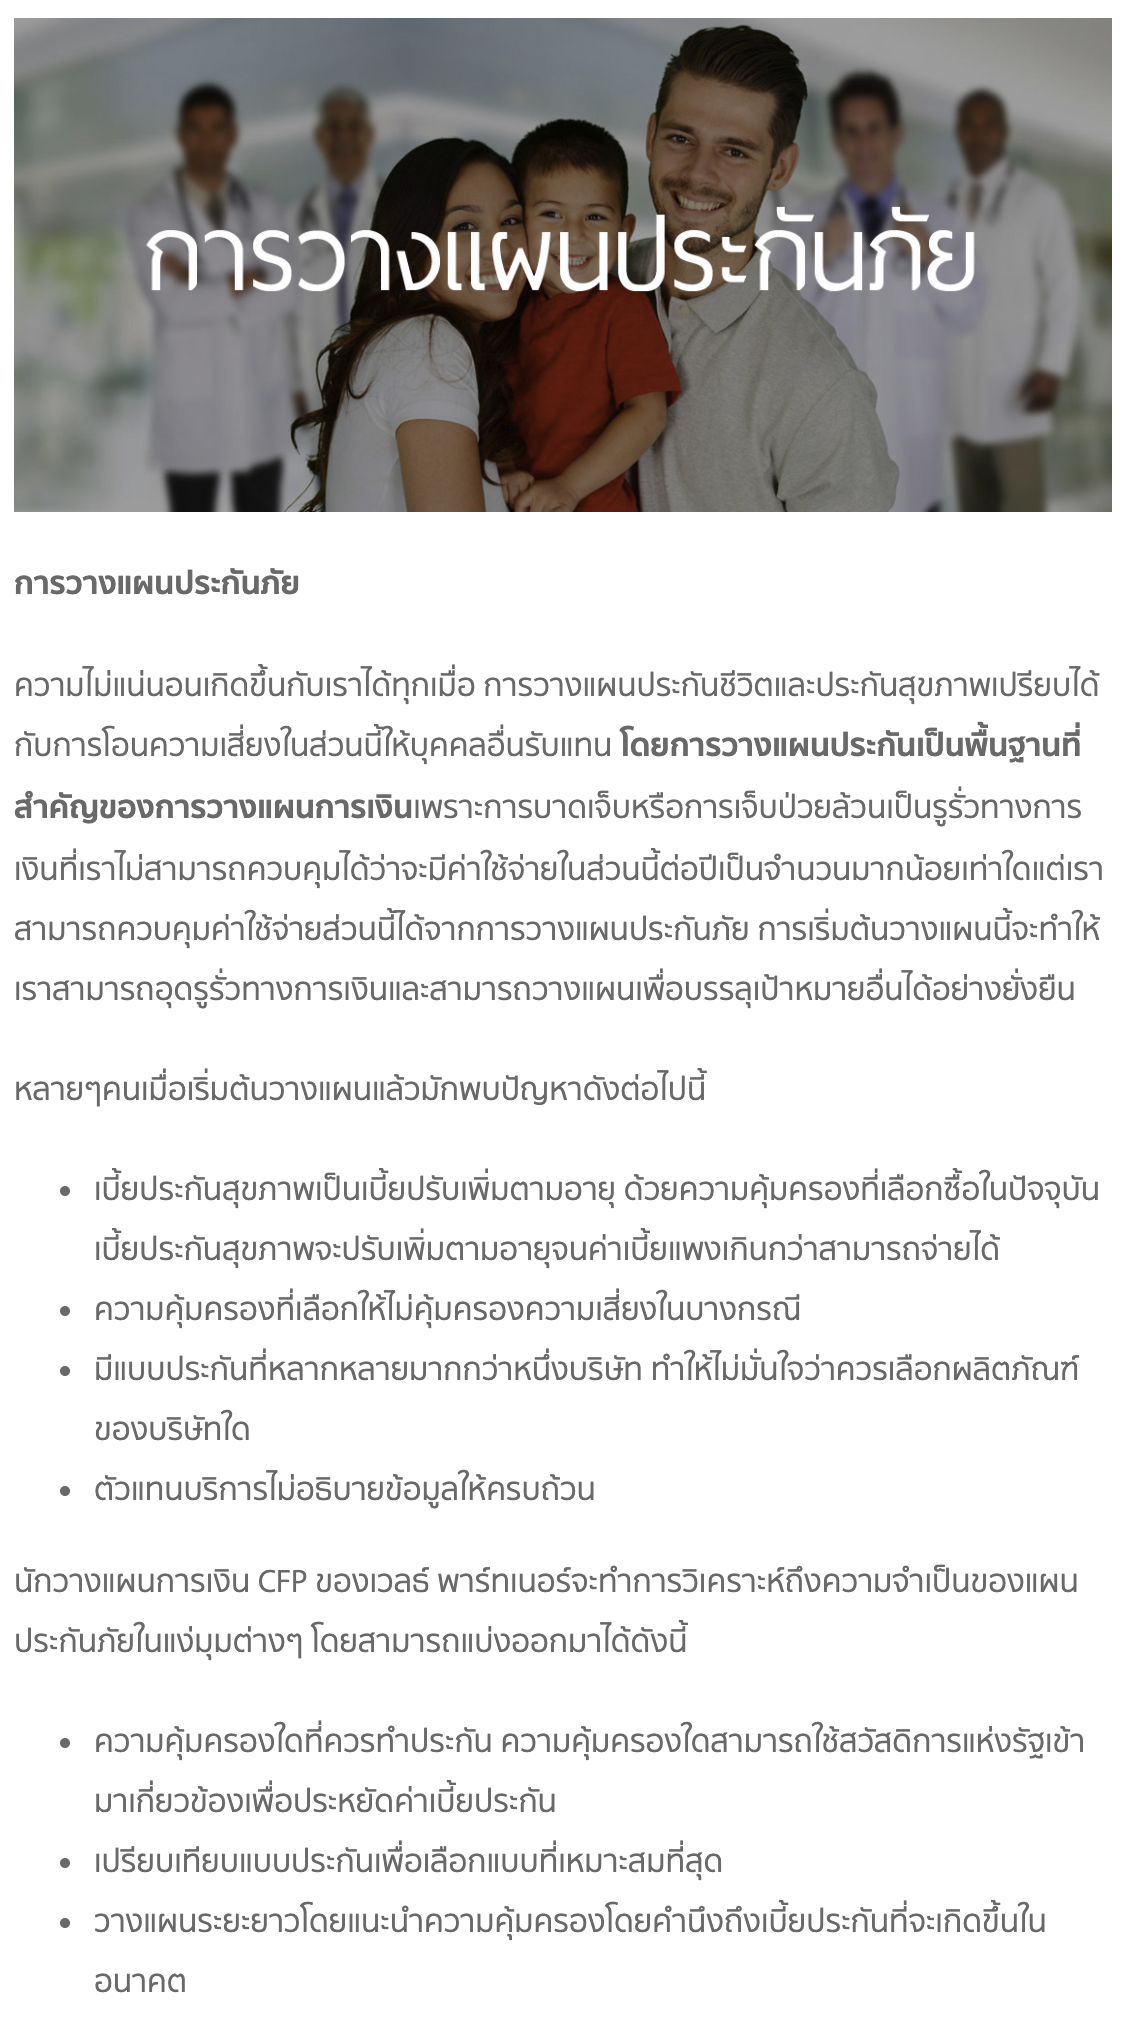 การวางแผนประกันภัย
การวางแผนประกันภัย
ความไม่แน่นอนเกิดขึ้นกับเราได้ทุกเมื่อ การวางแผนประกันชีวิตและประกันสุขภาพเปรียบได้
กับการโอนความเสี่ยงในส่วนนี้ให้บุคคลอื่นรับแทน โดยการวางแผนประกันเป็นพื้นฐานที่
สำคัญของการวางแผนการเงินเพราะการบาดเจ็บหรือการเจ็บป่วยล้วนเป็นรูรั่วทางการ
เงินที่เราไม่สามารถควบคุมได้ว่าจะมีค่าใช้จ่ายในส่วนนี้ต่อปีเป็นจำนวนมากน้อยเท่าใดแต่เรา
สามารถควบคุมค่าใช้จ่ายส่วนนี้ได้จากการวางแผนประกันภัย การเริ่มต้นวางแผนนี้จะทำให้
เราสามารถอุดรูรั่วทางการเงินและสามารถวางแผนเพื่อบรรลุเป้าหมายอื่นได้อย่างยั่งยืน
หลายๆคนเมื่อเริ่มต้นวางแผนแล้วมักพบปัญหาดังต่อไปนี้
• เบี้ยประกันสุขภาพเป็นเบี้ยปรับเพิ่มตามอายุ ด้วยความคุ้มครองที่เลือกซื้อในปัจจุบัน
เบี้ยประกันสุขภาพจะปรับเพิ่มตามอายุจนค่าเบี้ยแพงเกินกว่าสามารถจ่ายได้
• ความคุ้มครองที่เลือกให้ไม่คุ้มครองความเสี่ยงในบางกรณี
• มีแบบประกันที่หลากหลายมากกว่าหนึ่งบริษัท ทำให้ไม่มั่นใจว่าควรเลือกผลิตภัณฑ์
ของบริษัทใด
• ตัวแทนบริการไม่อธิบายข้อมูลให้ครบถ้วน
นักวางแผนการเงิน CFP ของเวลธ์ พาร์ทเนอร์จะทำการวิเคราะห์ถึงความจำเป็นของแผน
ประกันภัยในแง่มุมต่างๆ โดยสามารถแบ่งออกมาได้ดังนี้
• ความคุ้มครองใดที่ควรทำประกัน ความคุ้มครองใดสามารถใช้สวัสดิการแห่งรัฐเข้า
มาเกี่ยวข้องเพื่อประหยัดค่าเบี้ยประกัน
• เปรียบเทียบแบบประกันเพื่อเลือกแบบที่เหมาะสมที่สุด
• วางแผนระยะยาวโดยแนะนำความคุ้มครองโดยคำนึงถึงเบี้ยประกันที่จะเกิดขึ้นใน
อนาคต